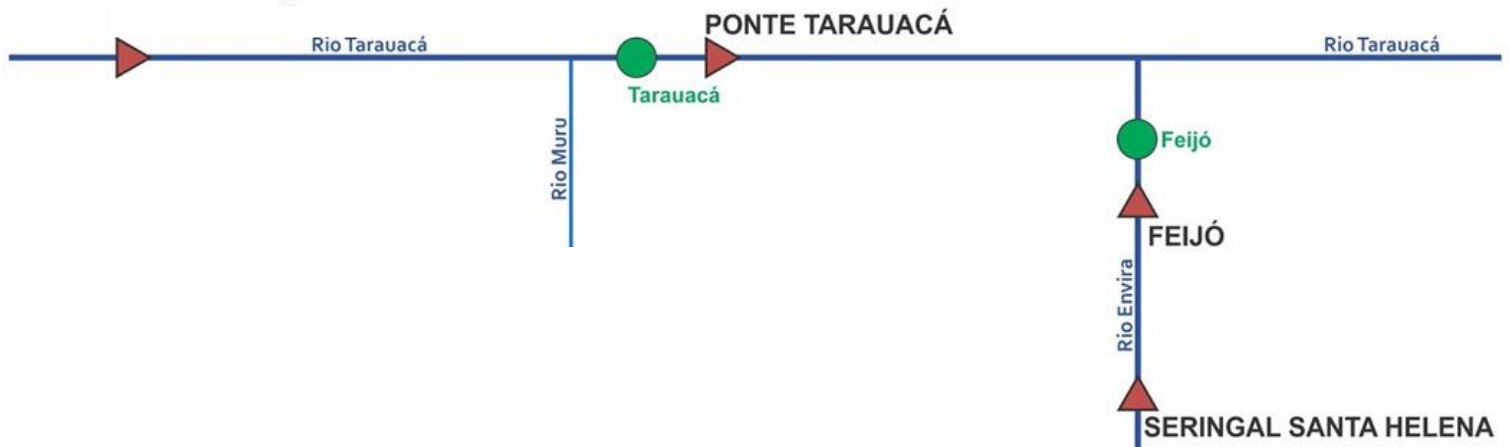 PONTE TARAUACÁ
Rio Tarauacá
Rio Tarauacá
Tarauacá
Rio Muru
Feijó
FEIJÓ
Rio Envira
SERINGAL SANTA HELENA